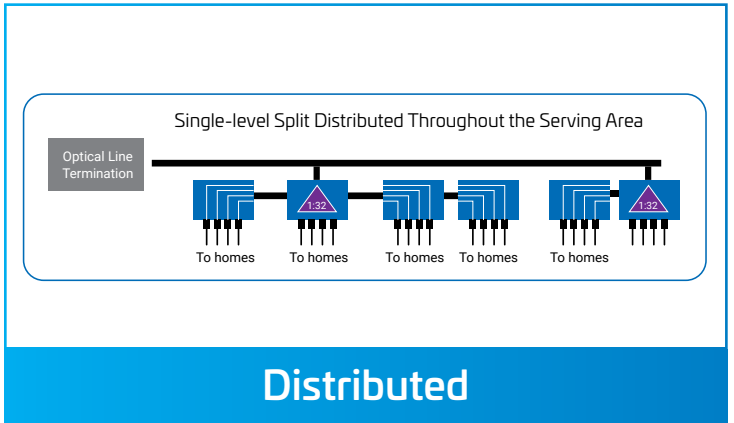 Single-level Split Distributed Throughout the Serving Area
Optical Line
Termination
1:32
1:32
To homes
To homes
To homes
To homes
To homes
Distributed